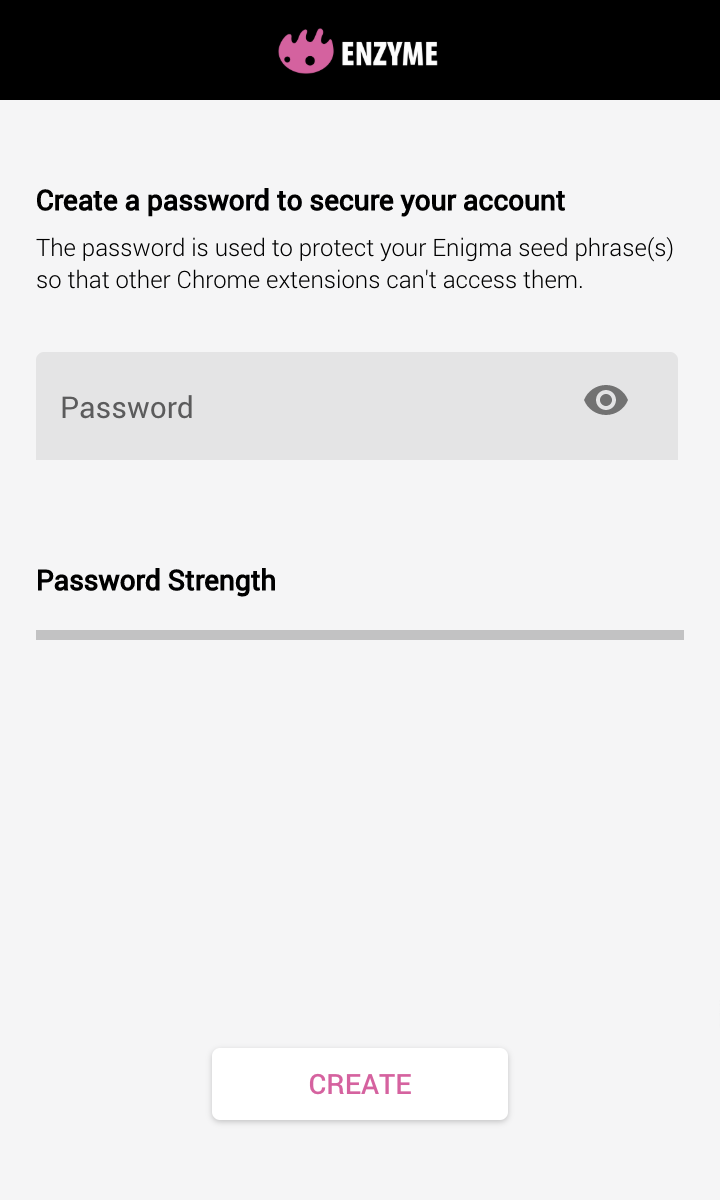 ENZYME
Create a password to secure your account
The password is used to protect your Enigma seed phrase(s)
so that other Chrome extensions can't access them.
Password
Password Strength
CREATE